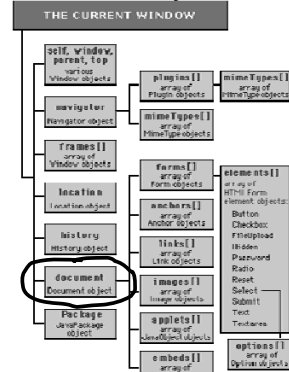 THE CURRENT WINDOW
self, window,
parent, top
various
Window objects
navigator
Navigator object
frames[]
array of
Window objects
location
Location object
history
History object
document
Document object
Package
JavaPackage
object
plugins[]
array of
Plugin objects
mimeTypes[]
array of
MimeType objects
mimeTypes[]
array of
MimeType objects
forms[]
array of
Form objects
anchors[]
array of
Anchor objects
links[]
array of
Link objects
images[]
array of
Image objects
applets[]
array of
JavaObject objects
embeds[]
array of
elements[]
array of
HTML Form
element objects:
Button
Checkbox
FileUpload
Hidden
Password
Radio
Reset
Select
Submit
Text
Textarea
options[]
array of
Option objects